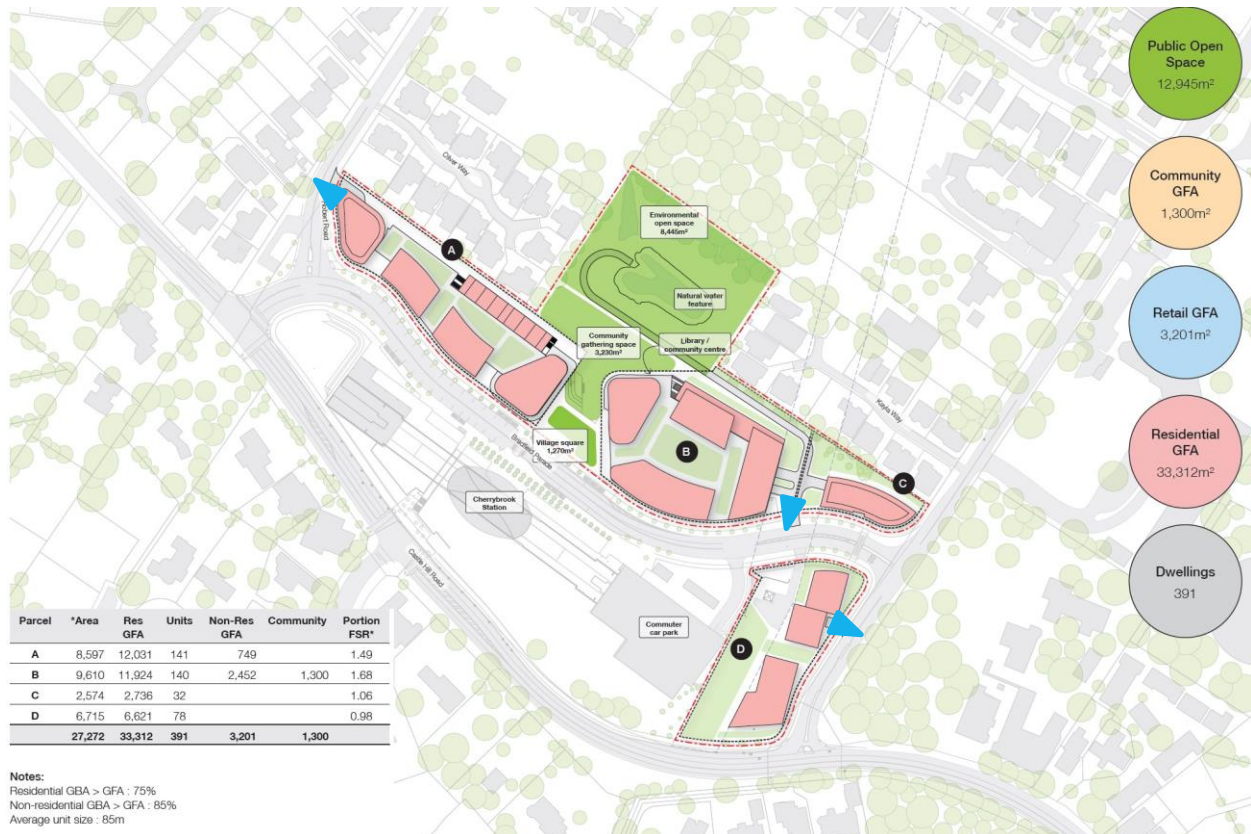 Public Open
Space
12,945m²
Community
GFA
1,300m²
Retail GFA
3,201m²
Residential
GFA
33,312m²
Dwellings
391
Oliver Way
Robert Road
A
Environmental
open space
8,445m²
Natural water
feature
Community
gathering space
3,230m²
Library /
community centre
Kayla Way
Village square
1,270m²
B
C
Bradfield Parade
Cherrybrook
Station
Castle Hill Road
Commuter
car park
D
Parcel *Area Res GFA Units Non-Res GFA Community Portion FSR*
A 8,597 12,031 141 749 1.49
B 9,610 11,924 140 2,452 1,300 1.68
C 2,574 2,736 32 1.06
D 6,715 6,621 78 0.98
27,272 33,312 391 3,201 1,300
Notes:
Residential GBA > GFA : 75%
Non-residential GBA > GFA : 85%
Average unit size : 85m